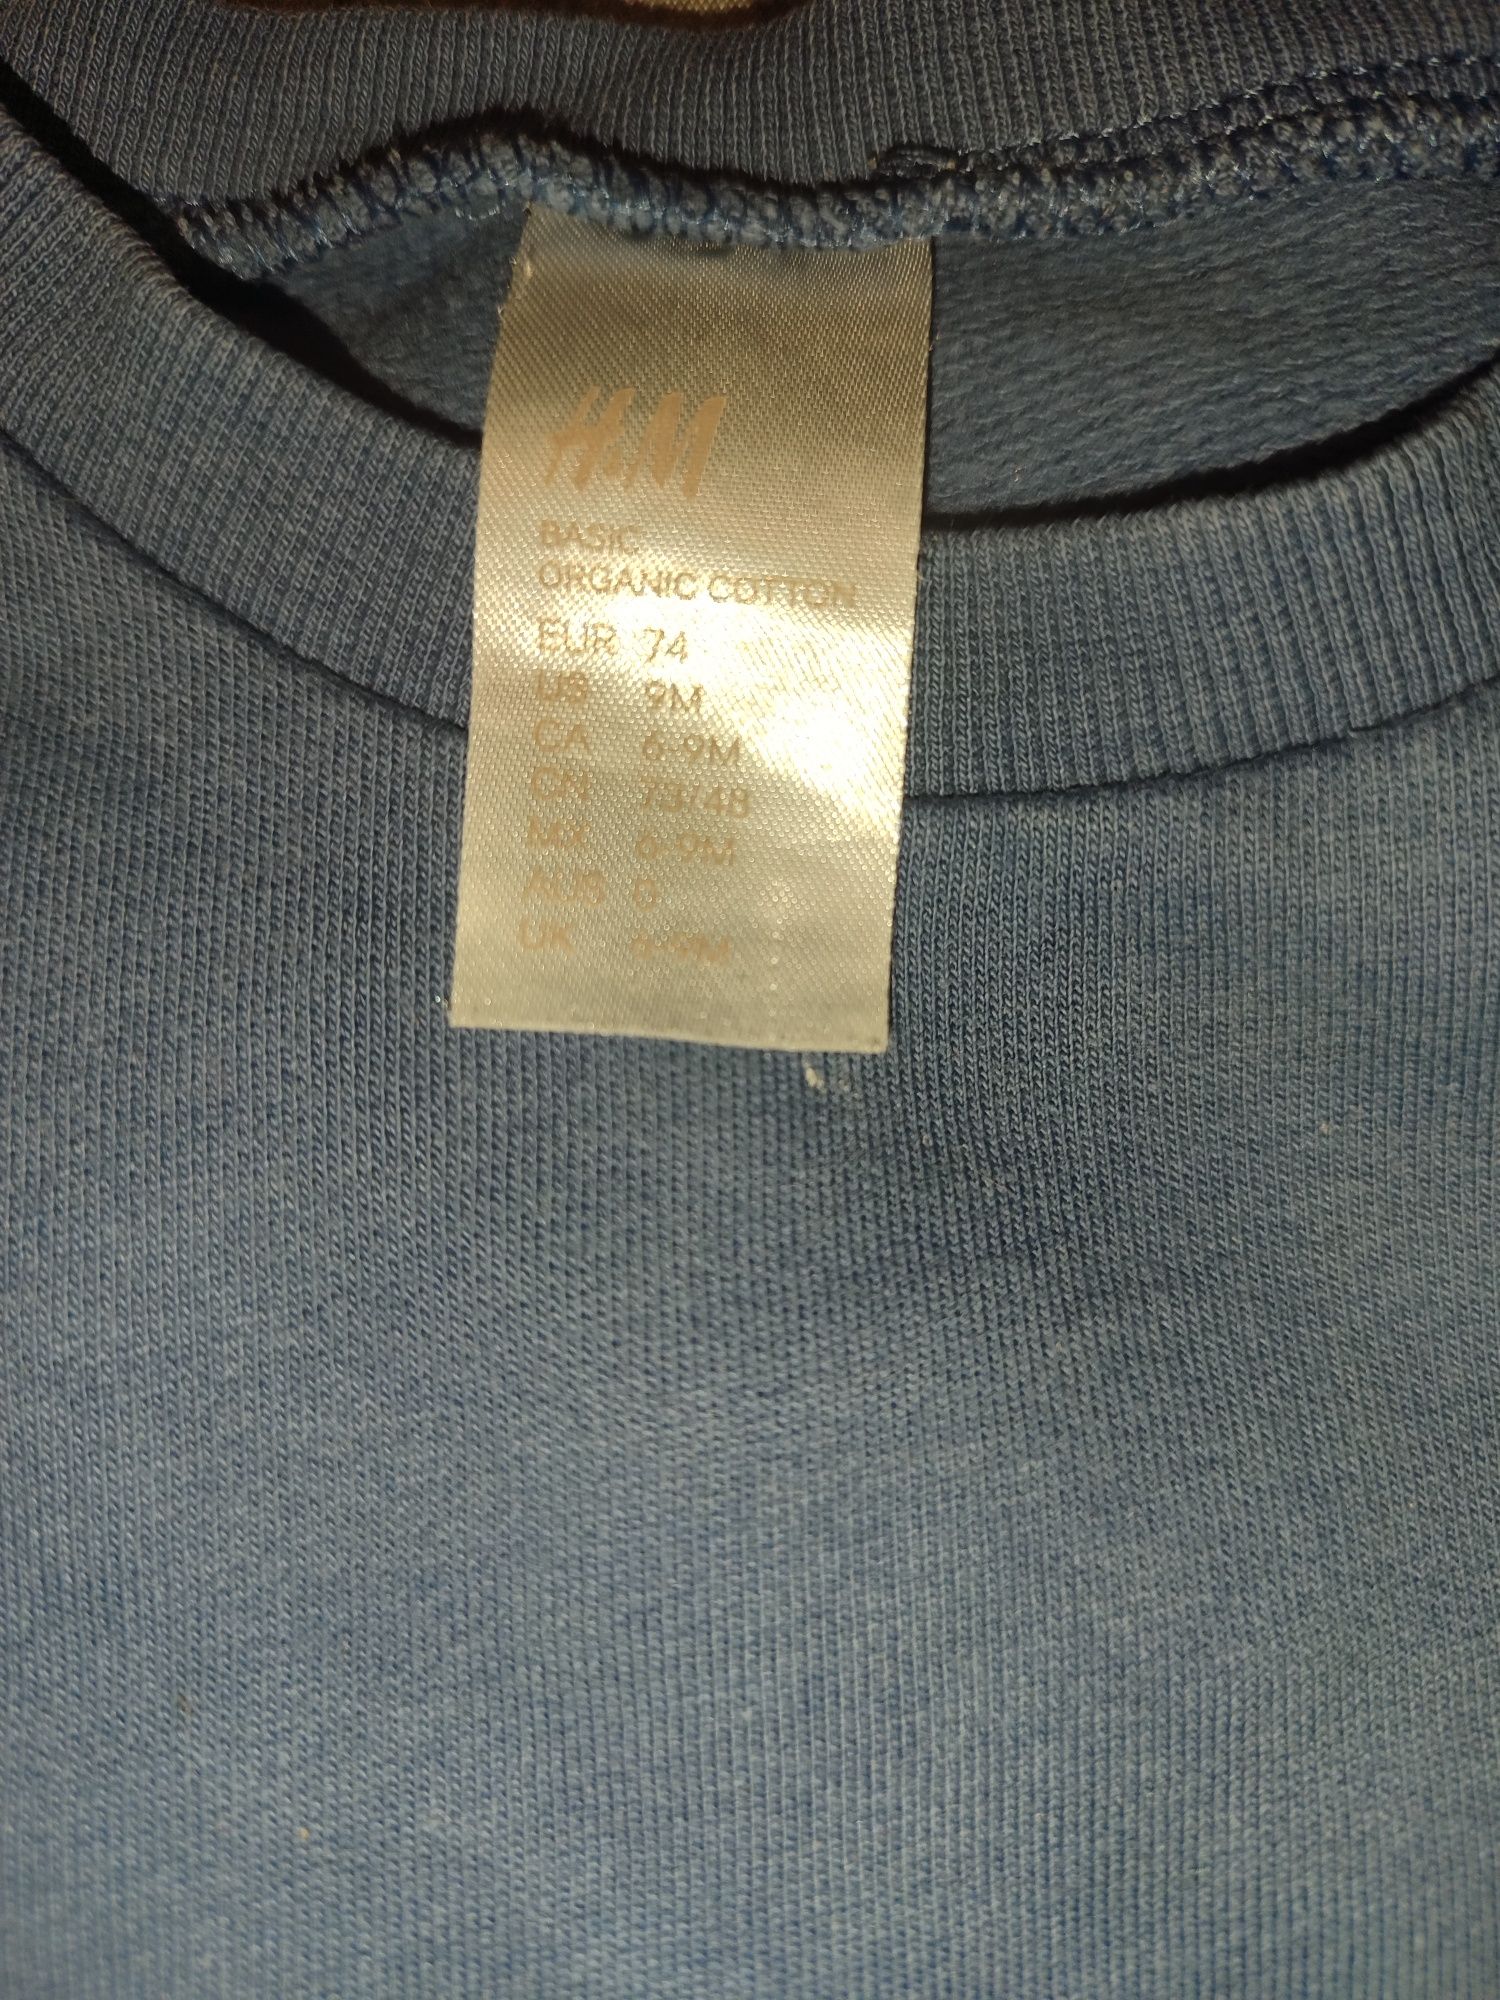 H&M
BASIC
ORGANIC COTTON
EUR 74
US 9M
CA 6-9M
CN 73/48
MX 6-9M
AUS 0
UK 6-9M